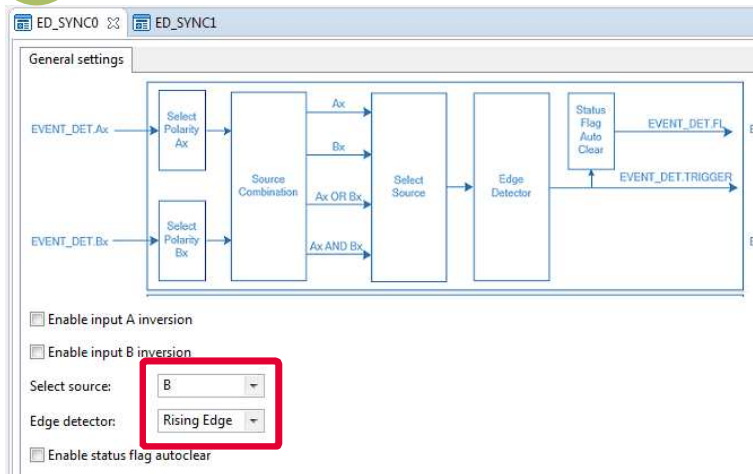 ED_SYNC0
ED_SYNC1
General settings
EVENT_DET.Ax
Select
Polarity
Ax
Source
Combination
Ax
Bx
Ax OR Bx
Ax AND Bx
Select
Source
Edge
Detector
Status
Flag
Auto
Clear
EVENT_DET.FL
EVENT_DET.TRIGGER
EVENT_DET.Bx
Select
Polarity
Bx
Enable input A inversion
Enable input B inversion
Select source: B
Edge detector: Rising Edge
Enable status flag autoclear